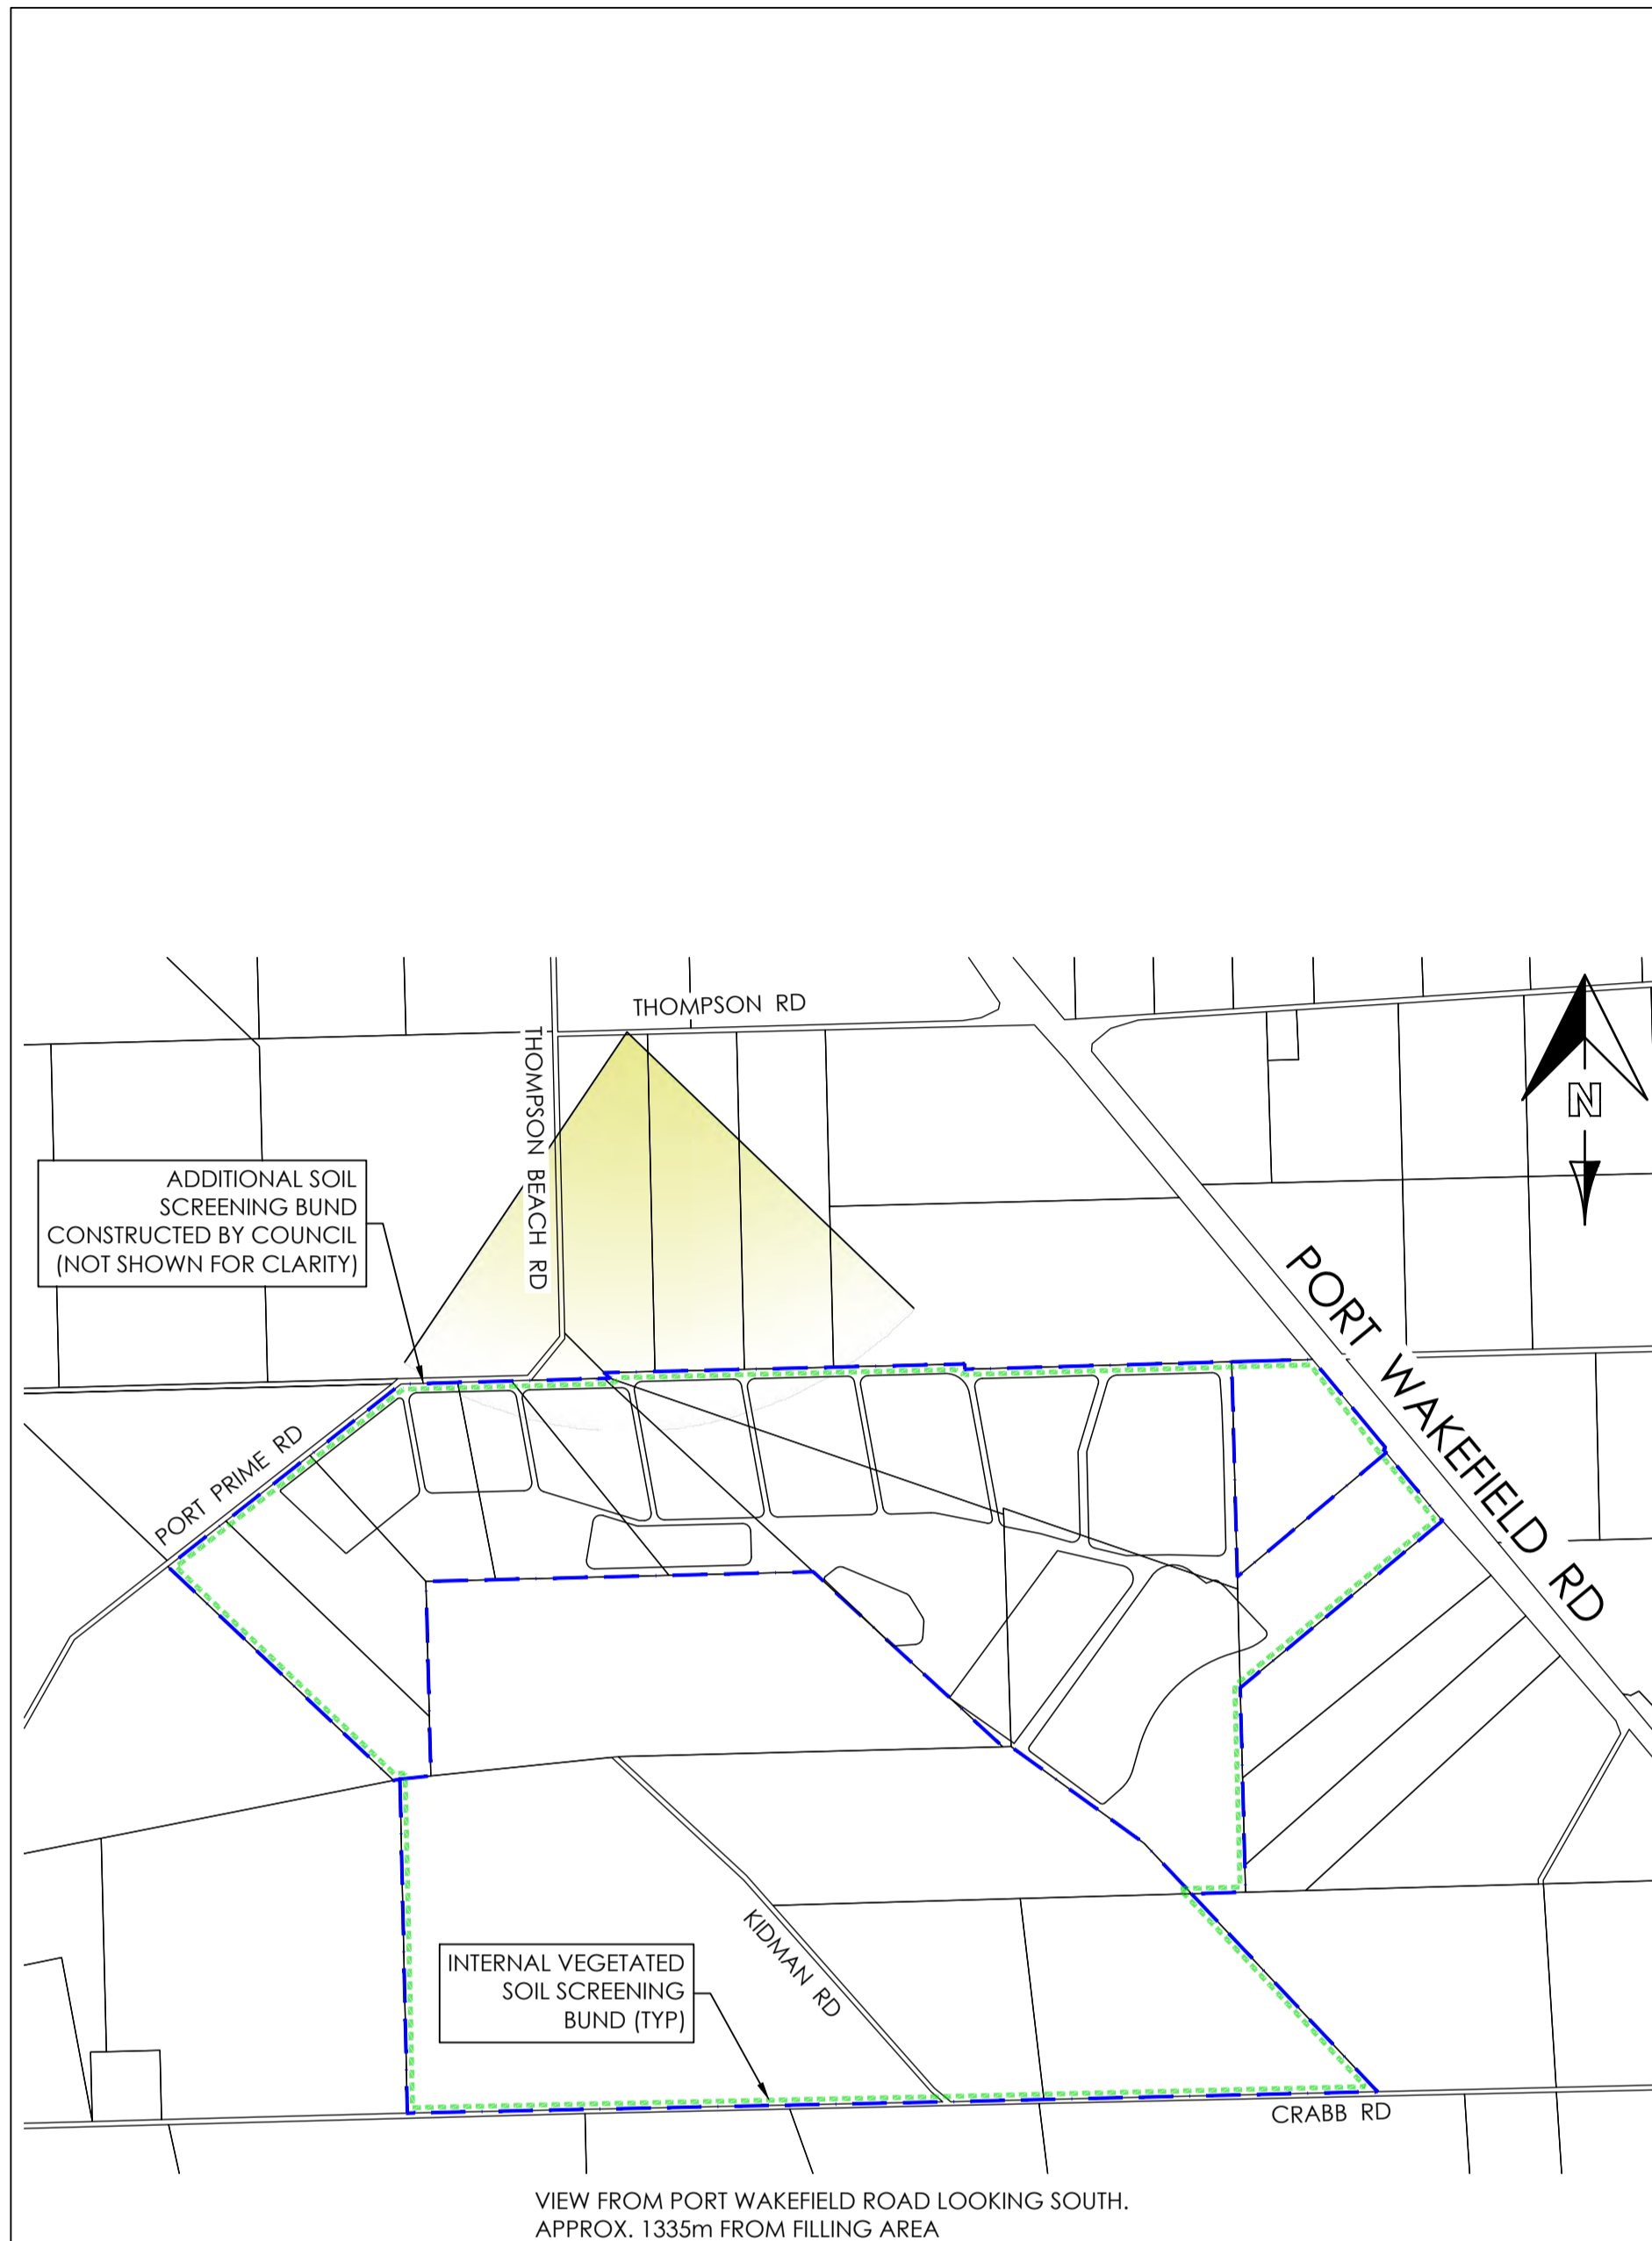 THOMPSON RD
THOMPSON BEACH RD
N
ADDITIONAL SOIL
SCREENING BUND
CONSTRUCTED BY COUNCIL
(NOT SHOWN FOR CLARITY)
PORT WAKEFIELD RD
PORT PRIME RD
KIDMAN RD
INTERNAL VEGETATED
SOIL SCREENING
BUND (TYP)
CRABB RD
VIEW FROM PORT WAKEFIELD ROAD LOOKING SOUTH.
APPROX. 1335m FROM FILLING AREA